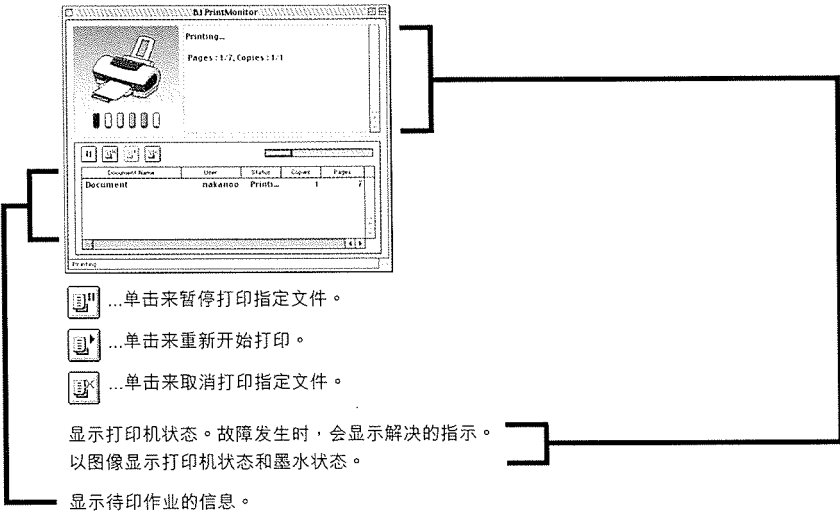 BJ PrintMonitor
Printing...
Pages : 1/7, Copies : 1/1
Document Name User Status Copies Pages
Document nakanoo Printi... 1 7
Printing
...单击来暂停打印指定文件。
...单击来重新开始打印。
...单击来取消打印指定文件。
显示打印机状态。故障发生时，会显示解决的指示。
以图像显示打印机状态和墨水状态。
显示待印作业的信息。